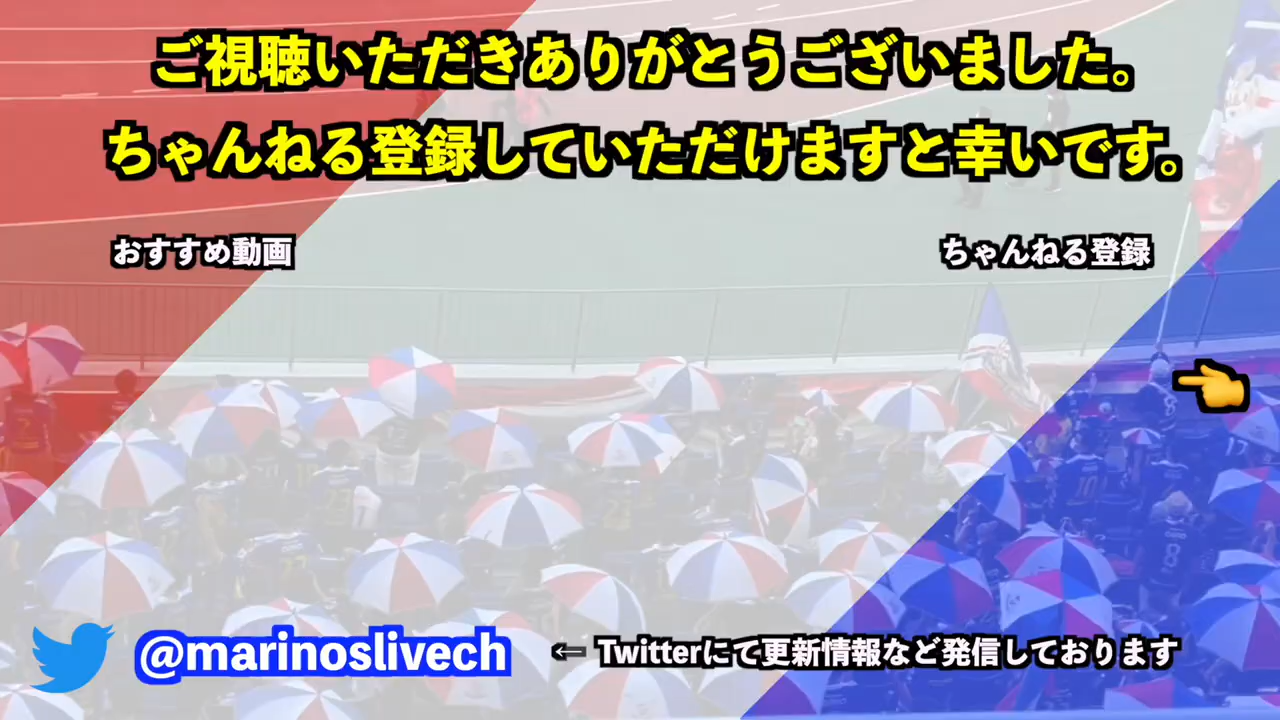 ご視聴いただきありがとうございました。
ちゃんねる登録していただけますと幸いです。
おすすめ動画
ちゃんねる登録
@marinoslivech
← Twitterにて更新情報など発信しております